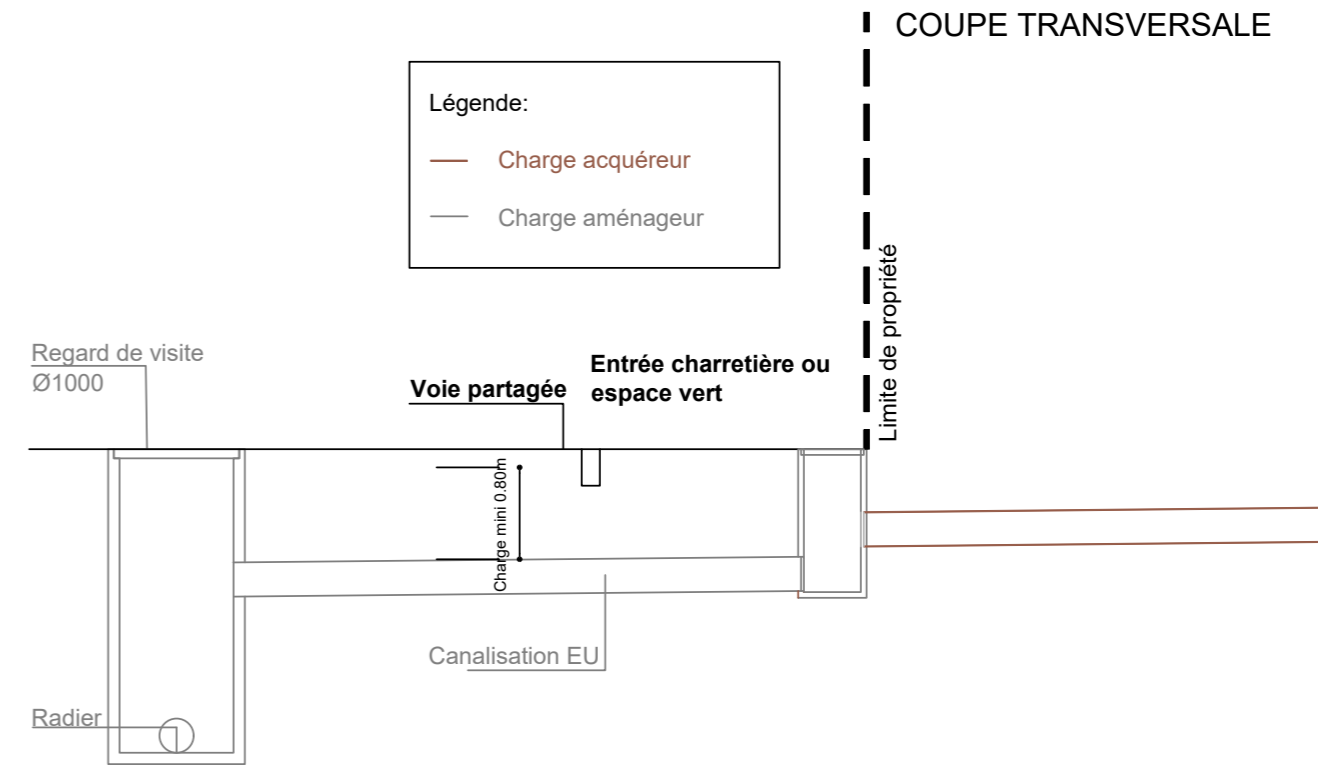 COUPE TRANSVERSALE
Légende:
Charge acquéreur
Charge aménageur
Limite de propriété
Regard de visite
Ø1000
Voie partagée
Entrée charretière ou
espace vert
Charge mini 0.80m
Canalisation EU
Radier